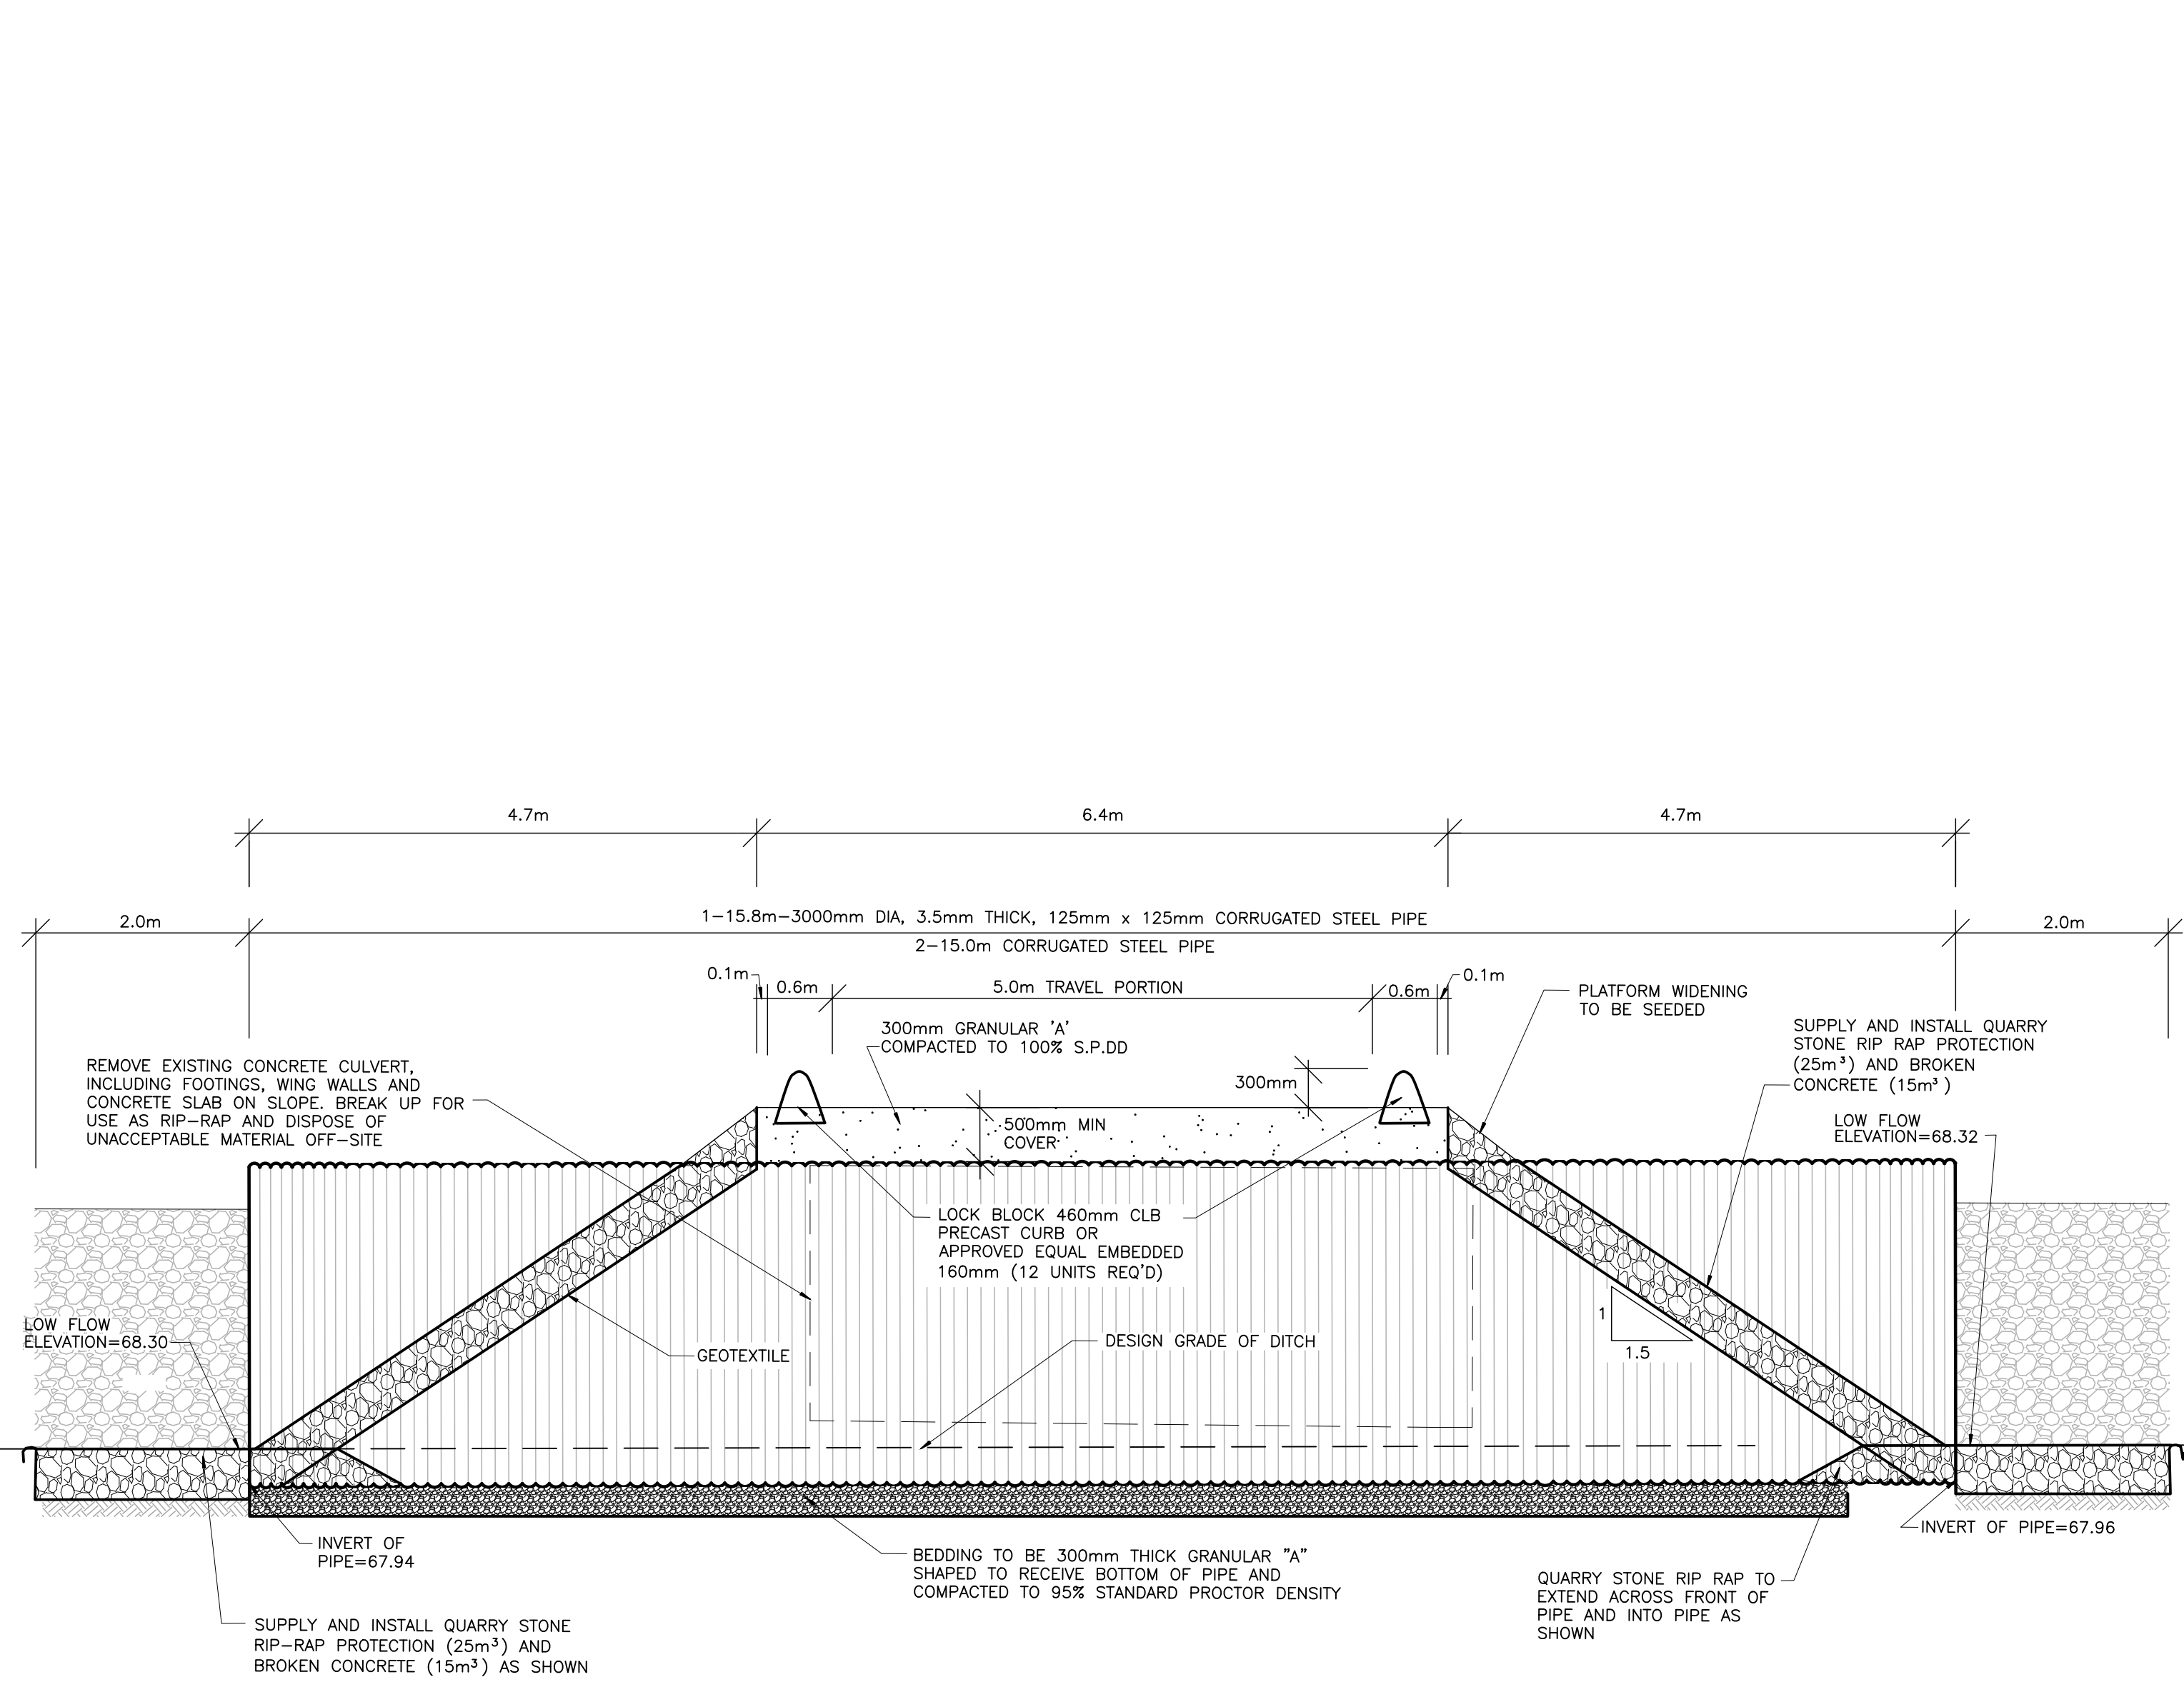 4.7m
6.4m
4.7m
2.0m
1-15.8m-3000mm DIA, 3.5mm THICK, 125mm x 125mm CORRUGATED STEEL PIPE
2.0m
2-15.0m CORRUGATED STEEL PIPE
0.1m
0.6m
5.0m TRAVEL PORTION
0.6m
0.1m
PLATFORM WIDENING
TO BE SEEDED
300mm GRANULAR 'A'
COMPACTED TO 100% S.P.DD
SUPPLY AND INSTALL QUARRY
STONE RIP RAP PROTECTION
(25m³) AND BROKEN
CONCRETE (15m³ )
REMOVE EXISTING CONCRETE CULVERT,
INCLUDING FOOTINGS, WING WALLS AND
CONCRETE SLAB ON SLOPE. BREAK UP FOR
USE AS RIP-RAP AND DISPOSE OF
UNACCEPTABLE MATERIAL OFF-SITE
300mm
500mm MIN
COVER
LOW FLOW
ELEVATION=68.32
LOCK BLOCK 460mm CLB
PRECAST CURB OR
APPROVED EQUAL EMBEDDED
160mm (12 UNITS REQ'D)
LOW FLOW
ELEVATION=68.30
GEOTEXTILE
DESIGN GRADE OF DITCH
1
1.5
INVERT OF
PIPE=67.94
BEDDING TO BE 300mm THICK GRANULAR "A"
SHAPED TO RECEIVE BOTTOM OF PIPE AND
COMPACTED TO 95% STANDARD PROCTOR DENSITY
INVERT OF PIPE=67.96
QUARRY STONE RIP RAP TO
EXTEND ACROSS FRONT OF
PIPE AND INTO PIPE AS
SHOWN
SUPPLY AND INSTALL QUARRY STONE
RIP-RAP PROTECTION (25m³) AND
BROKEN CONCRETE (15m³) AS SHOWN